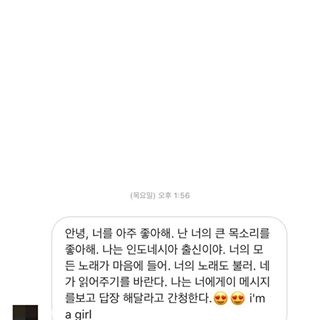 (목요일) 오후 1:56
안녕, 너를 아주 좋아해. 난 너의 큰 목소리를
좋아해. 나는 인도네시아 출신이야. 너의 모
든 노래가 마음에 들어. 너의 노래도 불러. 네
가 읽어주기를 바란다. 나는 너에게이 메시지
를보고 답장 해달라고 간청한다.😍😍 i'm
a girl